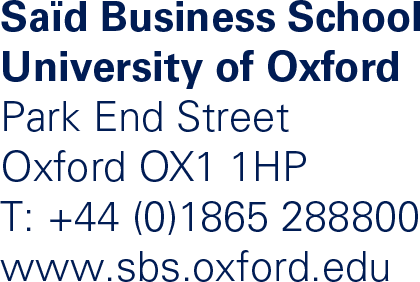 Saïd Business School
University of Oxford
Park End Street
Oxford OX1 1HP
T: +44 (0)1865 288800
www.sbs.oxford.edu